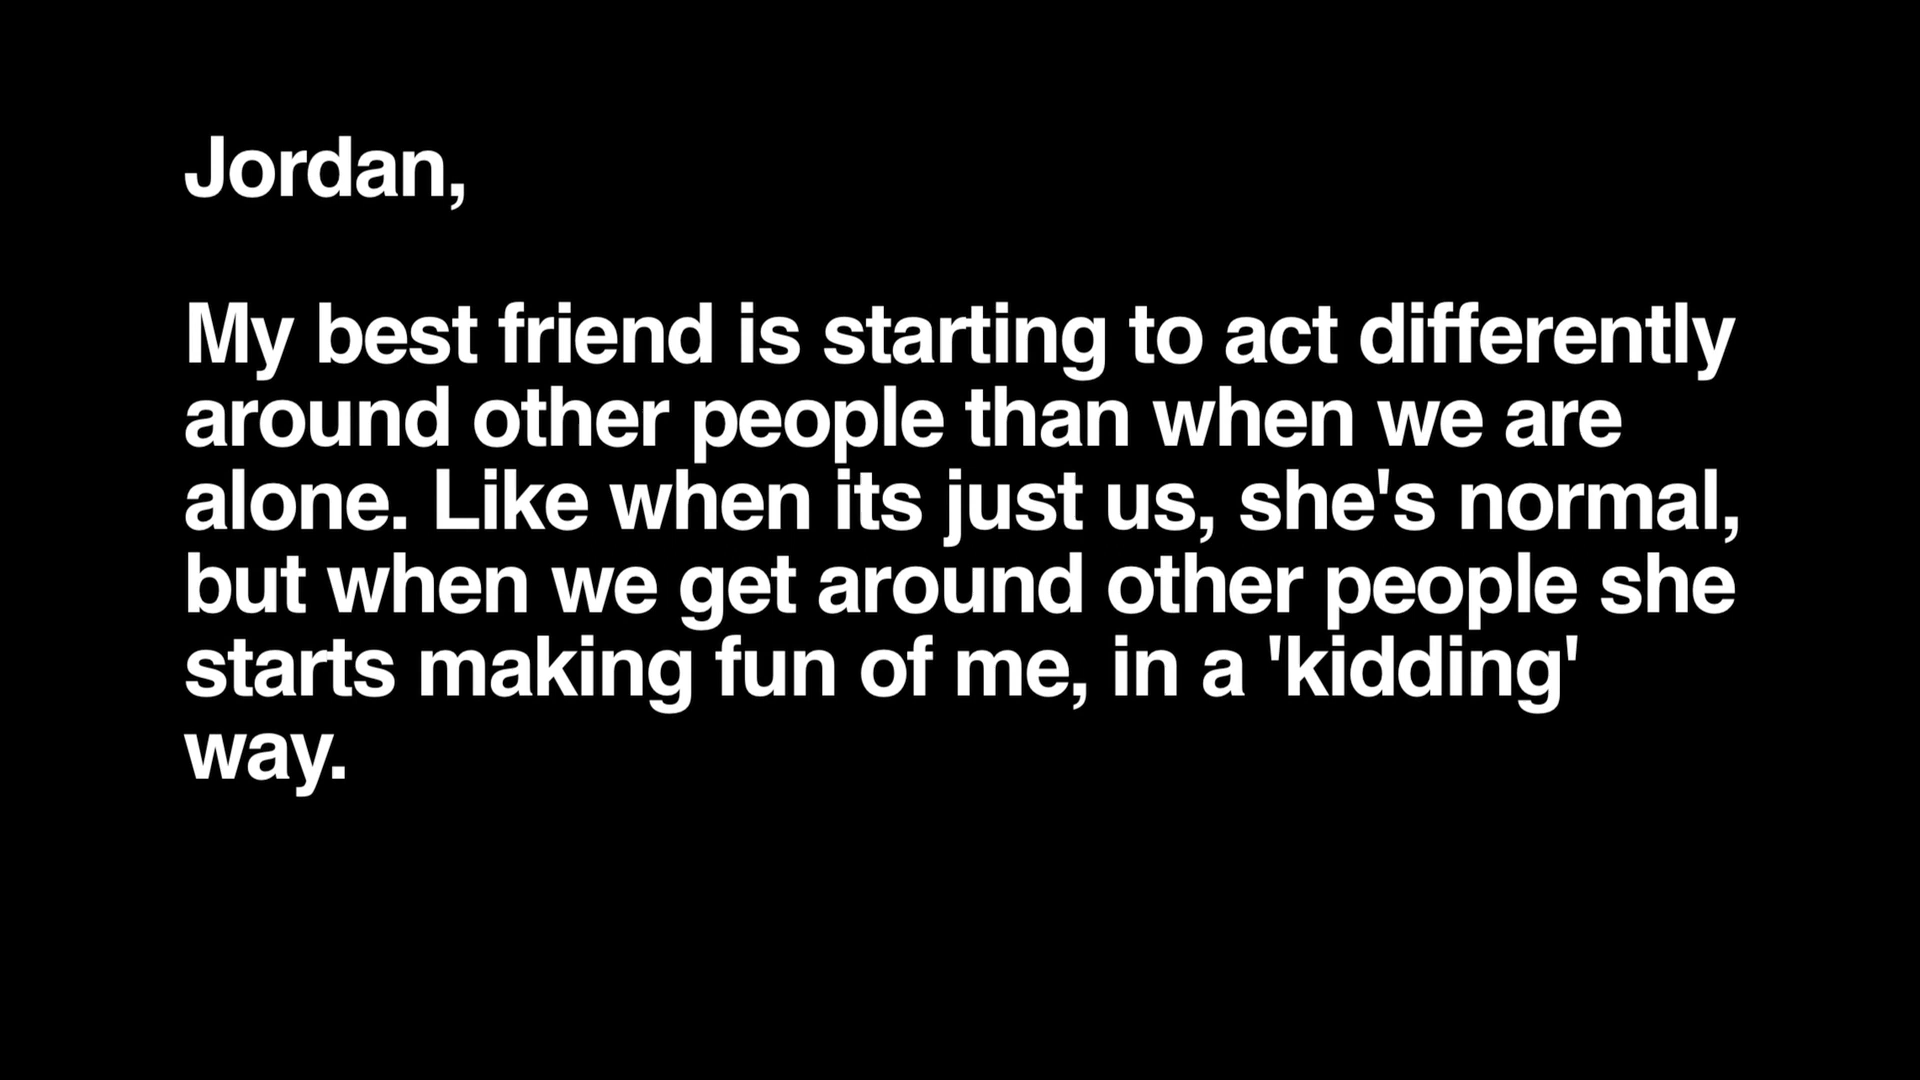 Jordan,
My best friend is starting to act differently
around other people than when we are
alone. Like when its just us, she's normal,
but when we get around other people she
starts making fun of me, in a 'kidding'
way.